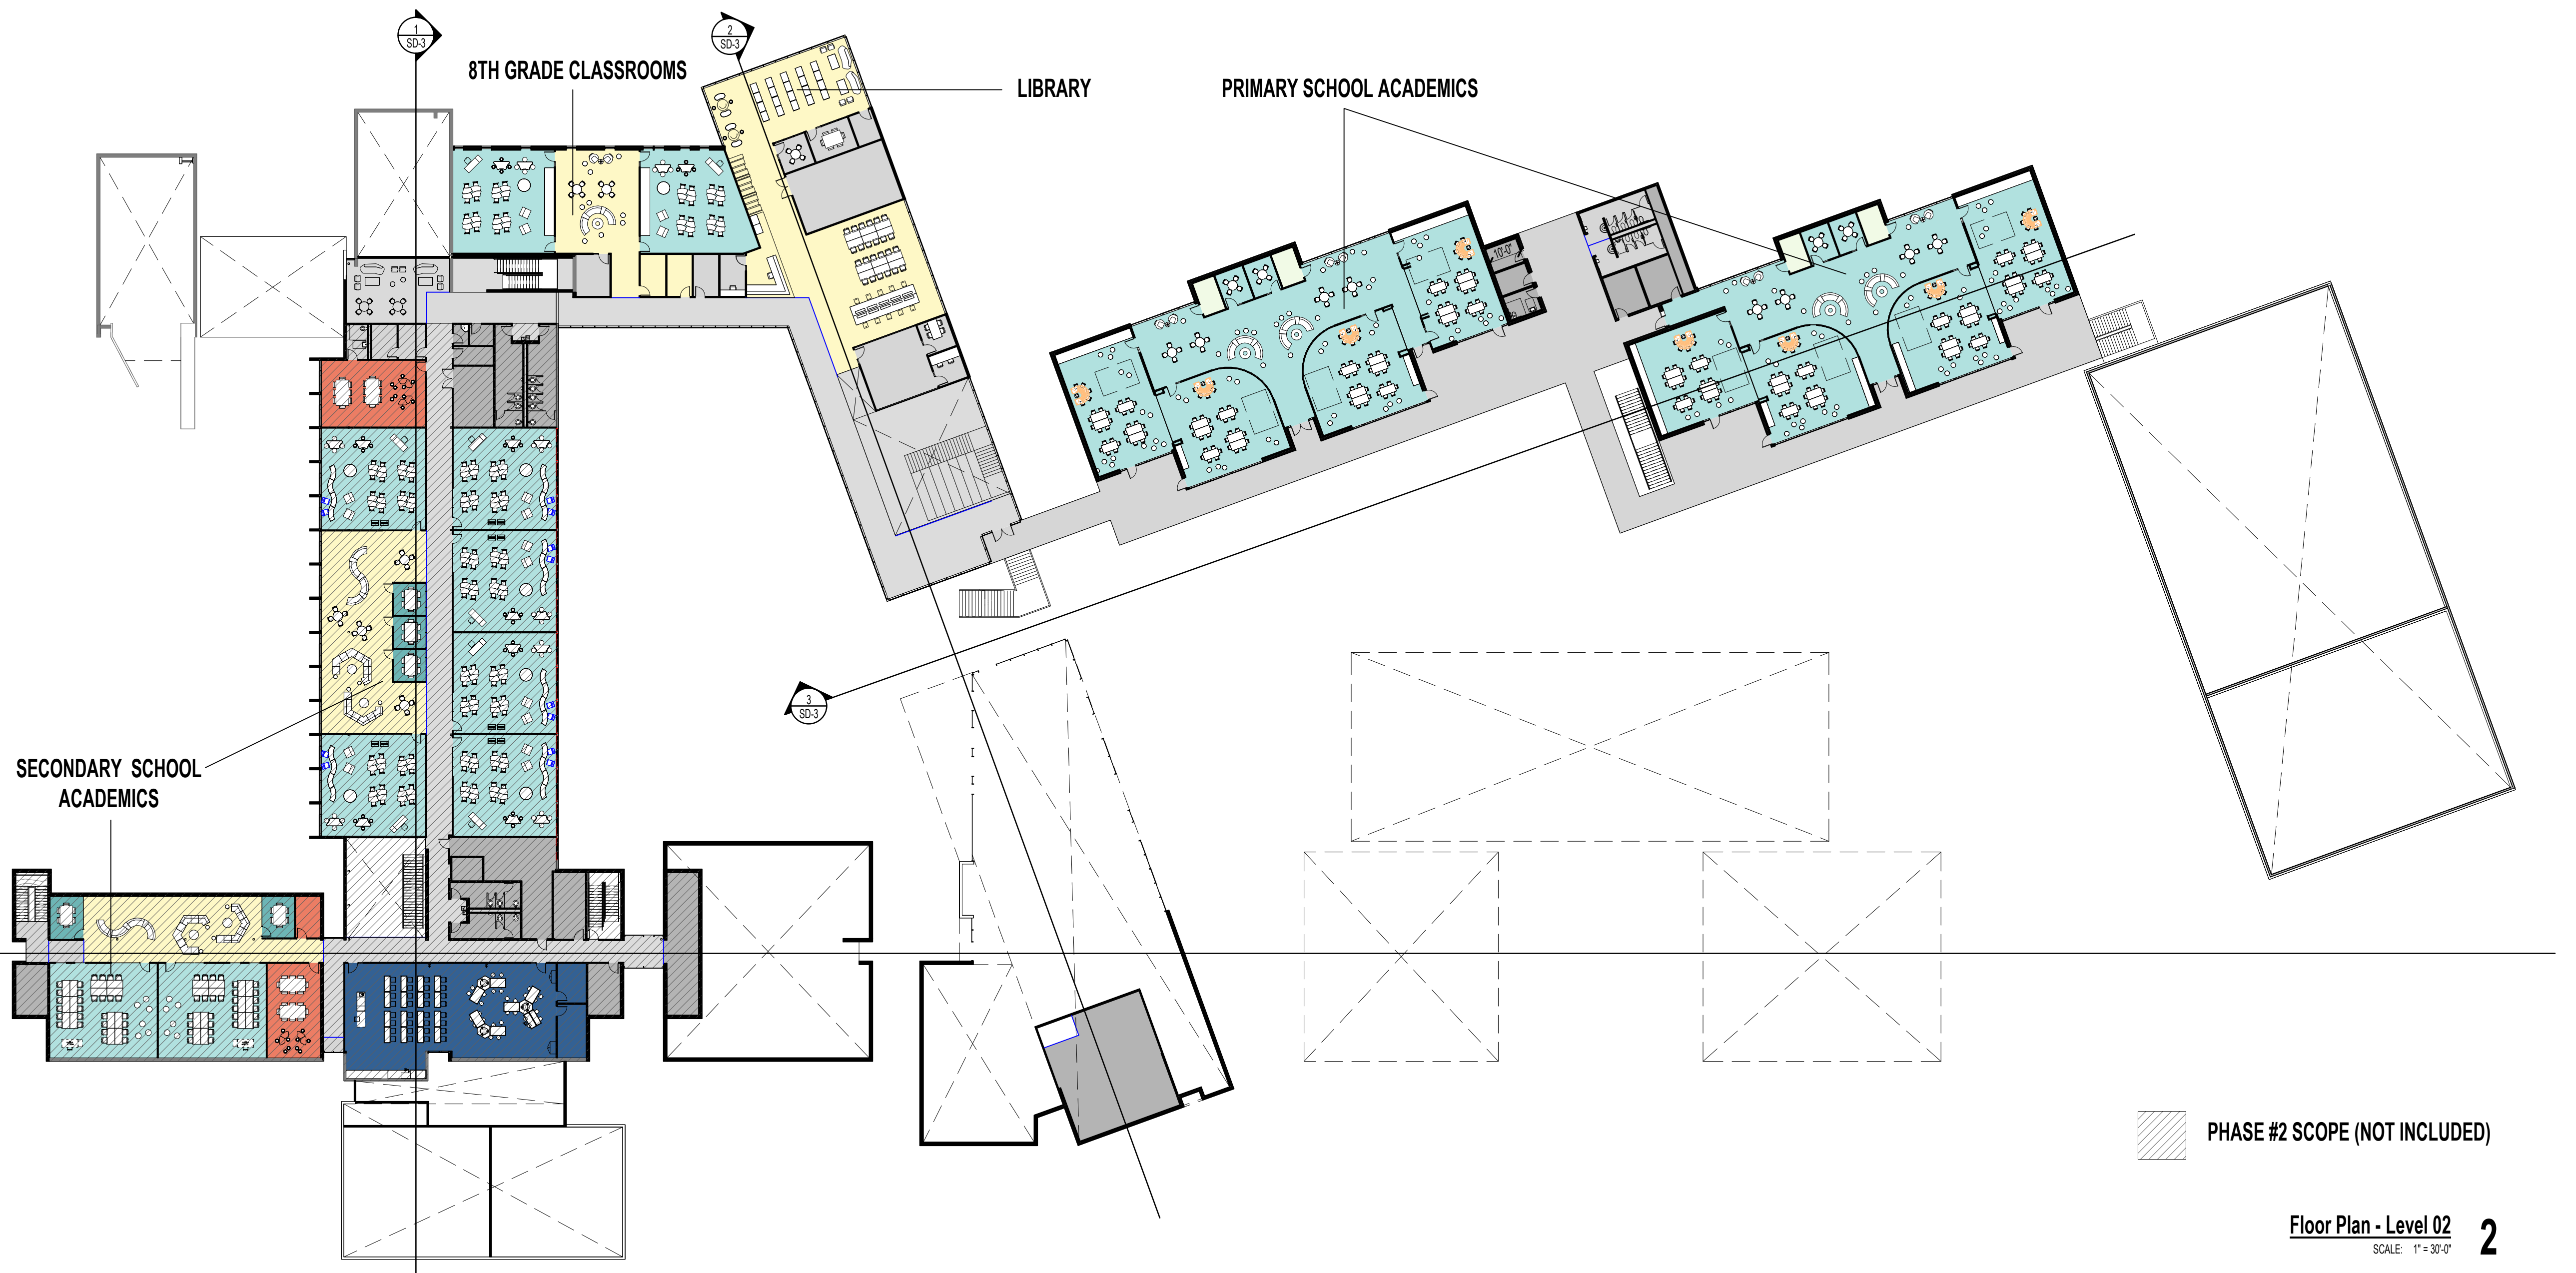 1
SD-3
2
SD-3
8TH GRADE CLASSROOMS
LIBRARY
PRIMARY SCHOOL ACADEMICS
10'-0"
3
SD-3
SECONDARY SCHOOL
ACADEMICS
PHASE #2 SCOPE (NOT INCLUDED)
Floor Plan - Level 02
2
SCALE: 1" = 30'-0"